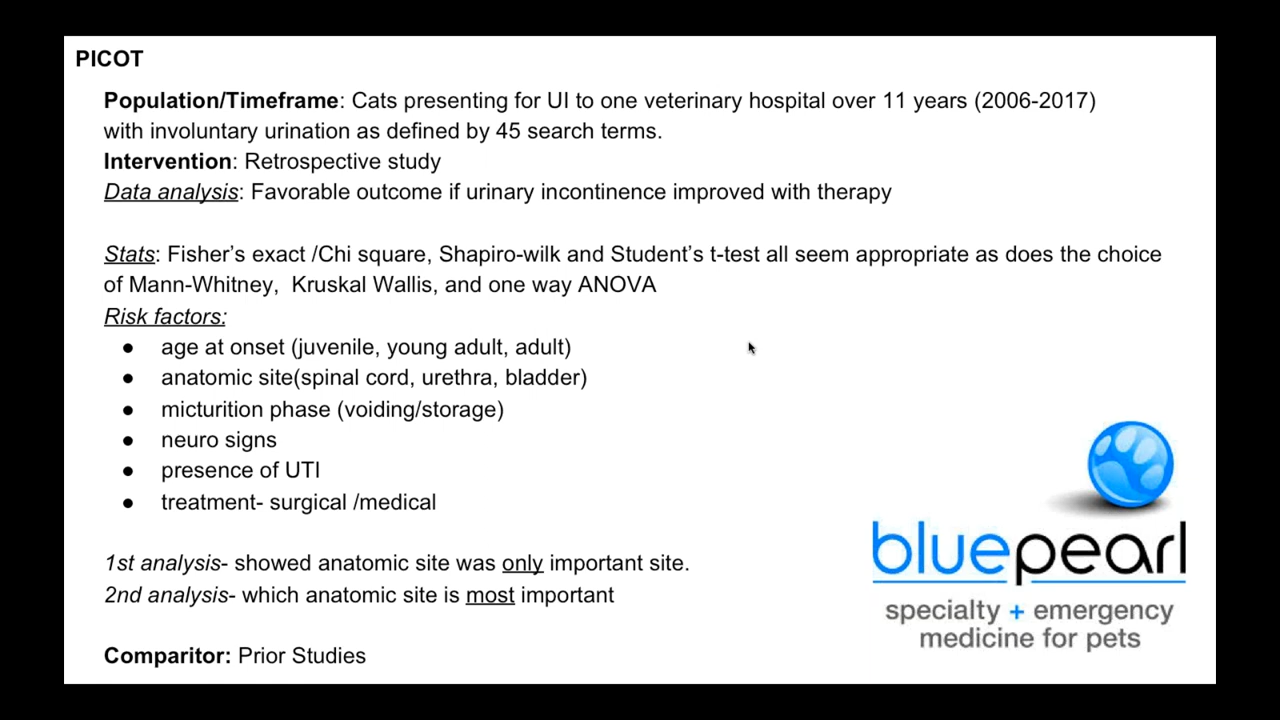 PICOT
Population/Timeframe: Cats presenting for UI to one veterinary hospital over 11 years (2006-2017)
with involuntary urination as defined by 45 search terms.
Intervention: Retrospective study
Data analysis: Favorable outcome if urinary incontinence improved with therapy
Stats: Fisher’s exact /Chi square, Shapiro-wilk and Student’s t-test all seem appropriate as does the choice
of Mann-Whitney,  Kruskal Wallis, and one way ANOVA
Risk factors:
● age at onset (juvenile, young adult, adult)
● anatomic site(spinal cord, urethra, bladder)
● micturition phase (voiding/storage)
● neuro signs
● presence of UTI
● treatment- surgical /medical
1st analysis- showed anatomic site was only important site.
2nd analysis- which anatomic site is most important
Comparitor: Prior Studies
bluepearl
specialty + emergency
medicine for pets